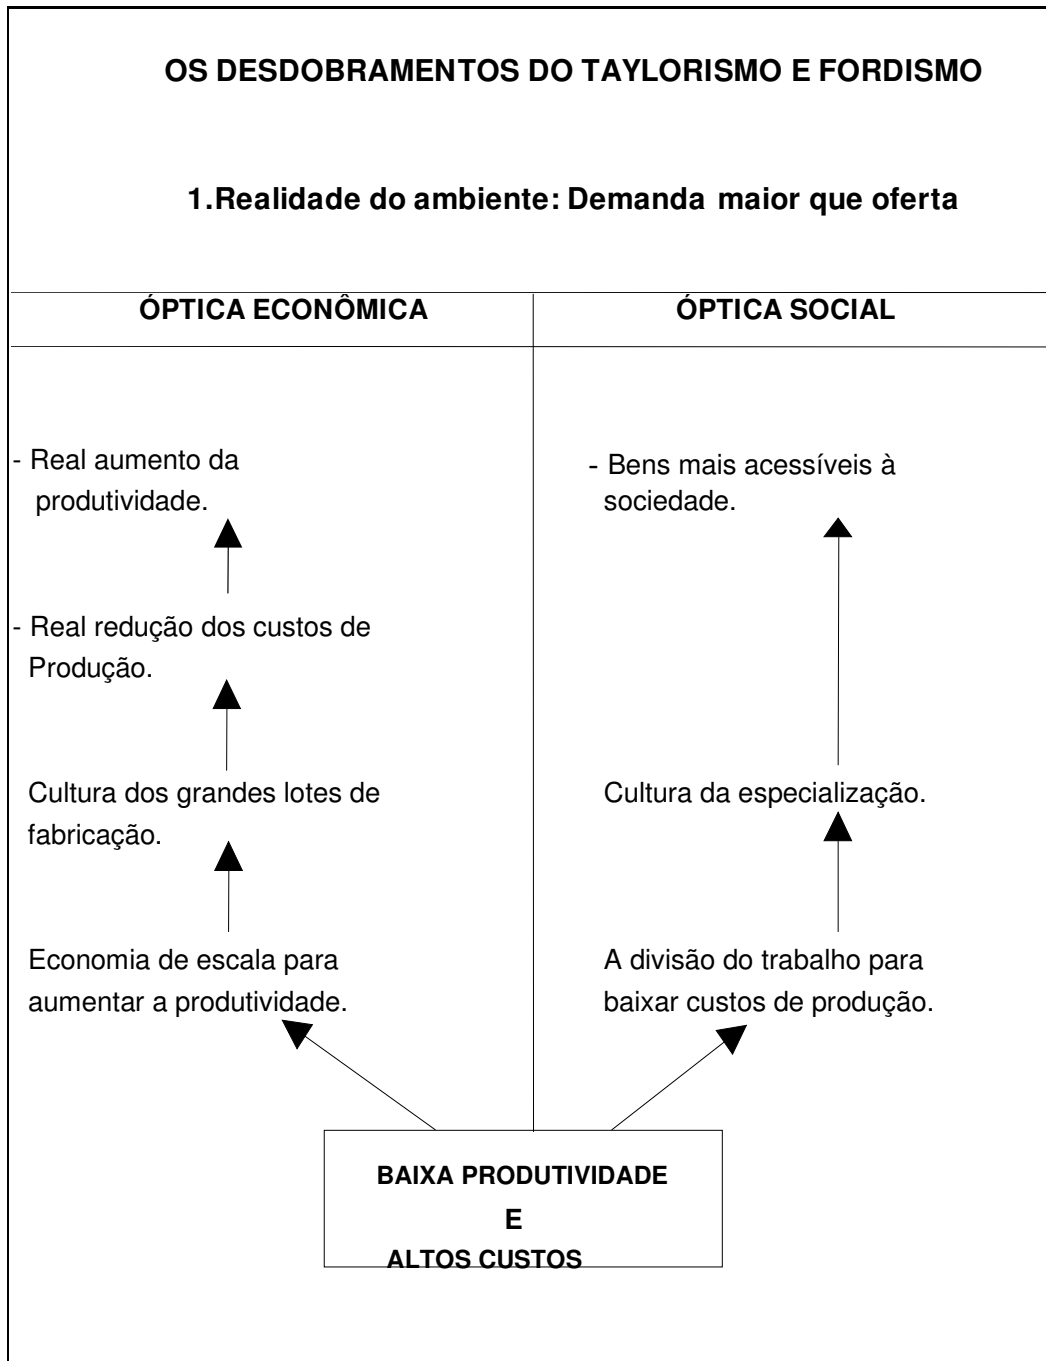 OS DESDOBRAMENTOS DO TAYLORISMO E FORDISMO
1.Realidade do ambiente: Demanda maior que oferta
ÓPTICA ECONÔMICA
- Real aumento da
produtividade.
- Real redução dos custos de
Produção.
Cultura dos grandes lotes de
fabricação.
Economia de escala para
aumentar a produtividade.
ÓPTICA SOCIAL
- Bens mais acessíveis à
sociedade.
Cultura da especialização.
A divisão do trabalho para
baixar custos de produção.
BAIXA PRODUTIVIDADE
E
ALTOS CUSTOS